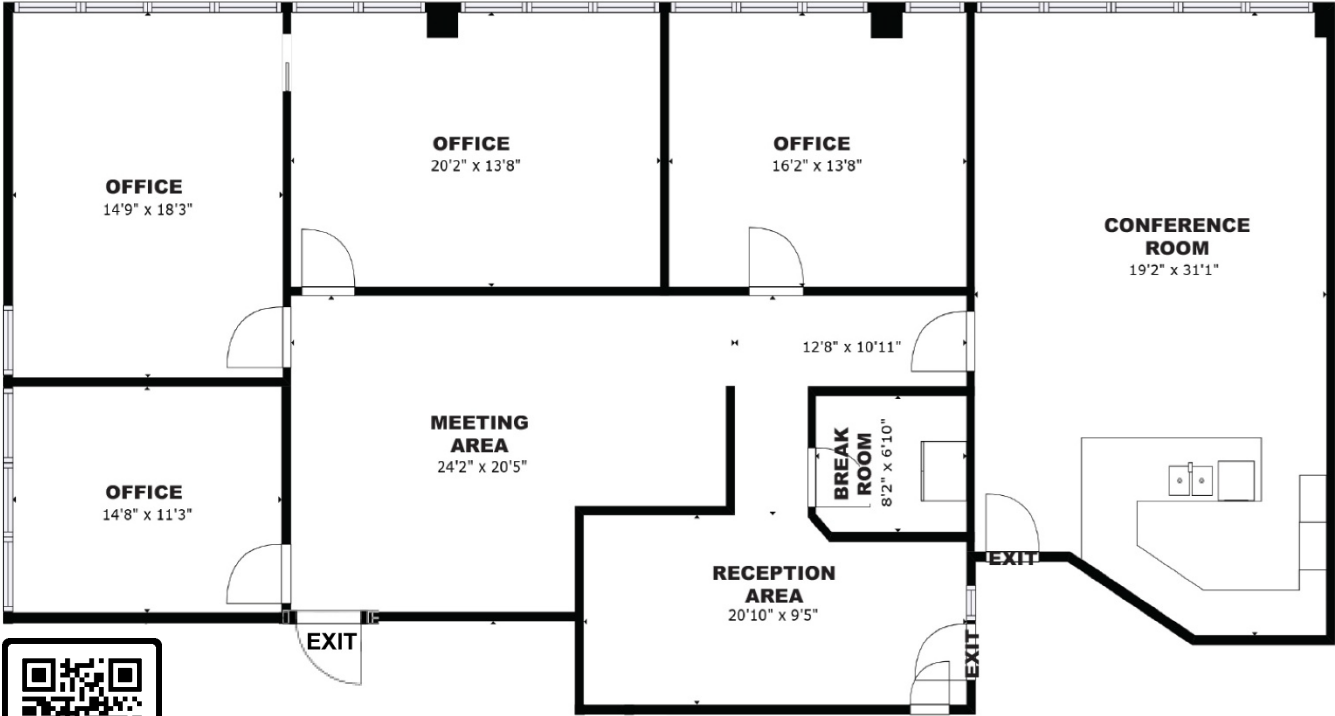 OFFICE
14'9" x 18'3"
OFFICE
20'2" x 13'8"
OFFICE
16'2" x 13'8"
CONFERENCE
ROOM
19'2" x 31'1"
12'8" x 10'11"
MEETING
AREA
24'2" x 20'5"
BREAK
ROOM
8'2" x 6'10"
OFFICE
14'8" x 11'3"
RECEPTION
AREA
20'10" x 9'5"
EXIT
EXIT
EXIT